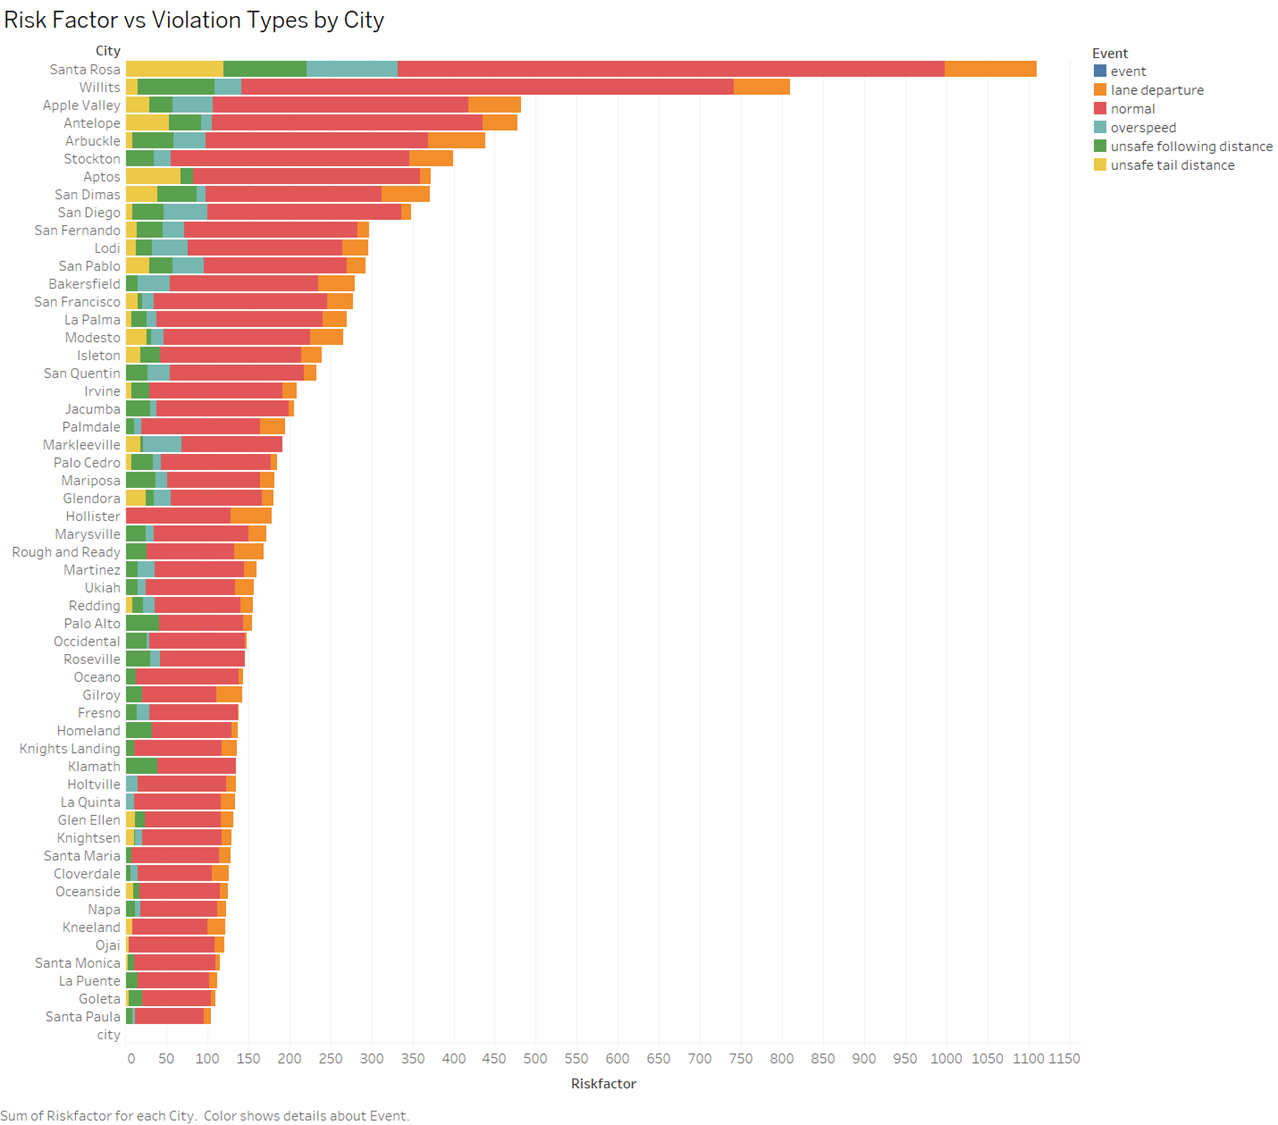 Risk Factor vs Violation Types by City
City
Santa Rosa
Willits
Apple Valley
Antelope
Arbuckle
Stockton
Aptos
San Dimas
San Diego
San Fernando
Lodi
San Pablo
Bakersfield
San Francisco
La Palma
Modesto
Isleton
San Quentin
Irvine
Jacumba
Palmdale
Markleeville
Palo Cedro
Mariposa
Glendora
Hollister
Marysville
Rough and Ready
Martinez
Ukiah
Redding
Palo Alto
Occidental
Roseville
Oceano
Gilroy
Fresno
Homeland
Knights Landing
Klamath
Holtville
La Quinta
Glen Ellen
Knightsen
Santa Maria
Cloverdale
Oceanside
Napa
Kneeland
Ojai
Santa Monica
La Puente
Goleta
Santa Paula
city
0 50 100 150 200 250 300 350 400 450 500 550 600 650 700 750 800 850 900 950 1000 1050 1100 1150
Riskfactor
Event
event
lane departure
normal
overspeed
unsafe following distance
unsafe tail distance
Sum of Riskfactor for each City. Color shows details about Event.